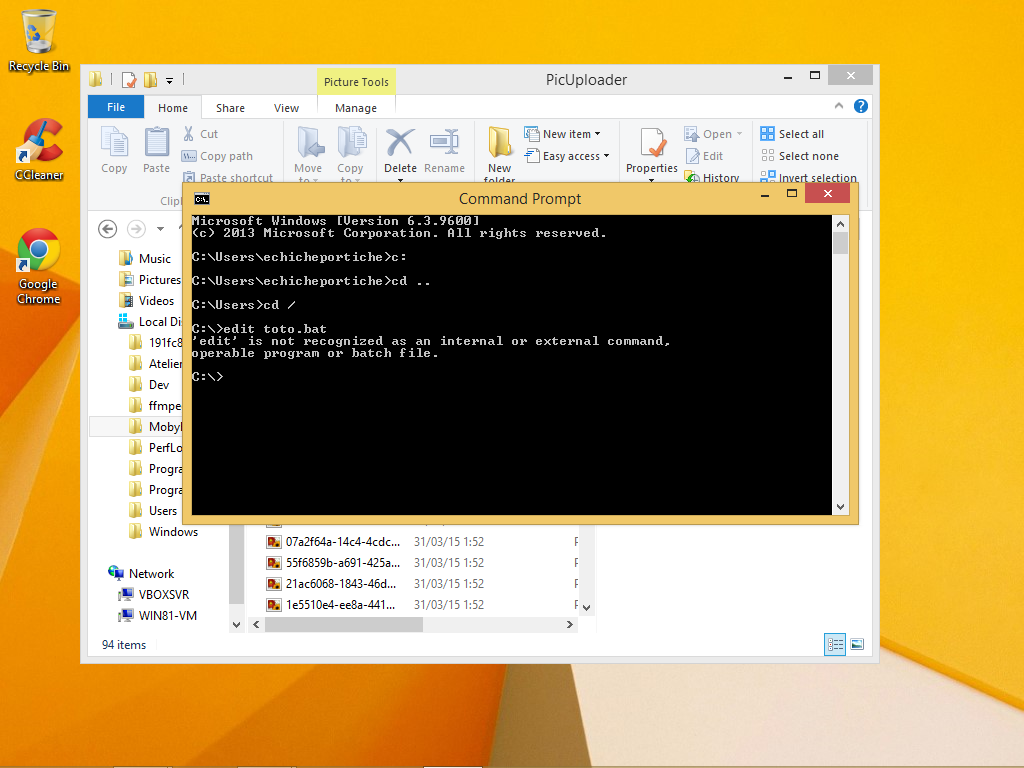 Recycle Bin
CCleaner
Google
Chrome
Picture Tools
PicUploader
File
Home
Share
View
Manage
Copy
Paste
Cut
Copy path
Paste shortcut
Move
to
Copy
to
Delete
Rename
New
folder
New item
Easy access
Properties
Open
Edit
History
Select all
Select none
Invert selection
Clip
Command Prompt
Microsoft Windows [Version 6.3.9600]
(c) 2013 Microsoft Corporation. All rights reserved.
C:\Users\echicheportiche>c:
C:\Users\echicheportiche>cd ..
C:\Users>cd /
C:\>edit toto.bat
'edit' is not recognized as an internal or external command,
operable program or batch file.
C:\>
Music
Pictures
Videos
Local Di
191fc8
Atelier
Dev
ffmpe
Moby
PerfLo
Progra
Progra
Users
Windows
Network
VBOXSVR
WIN81-VM
07a2f64a-14c4-4cdc... 31/03/15 1:52
55f6859b-a691-425a... 31/03/15 1:52
21ac6068-1843-46d... 31/03/15 1:52
1e5510e4-ee8a-441... 31/03/15 1:52
94 items